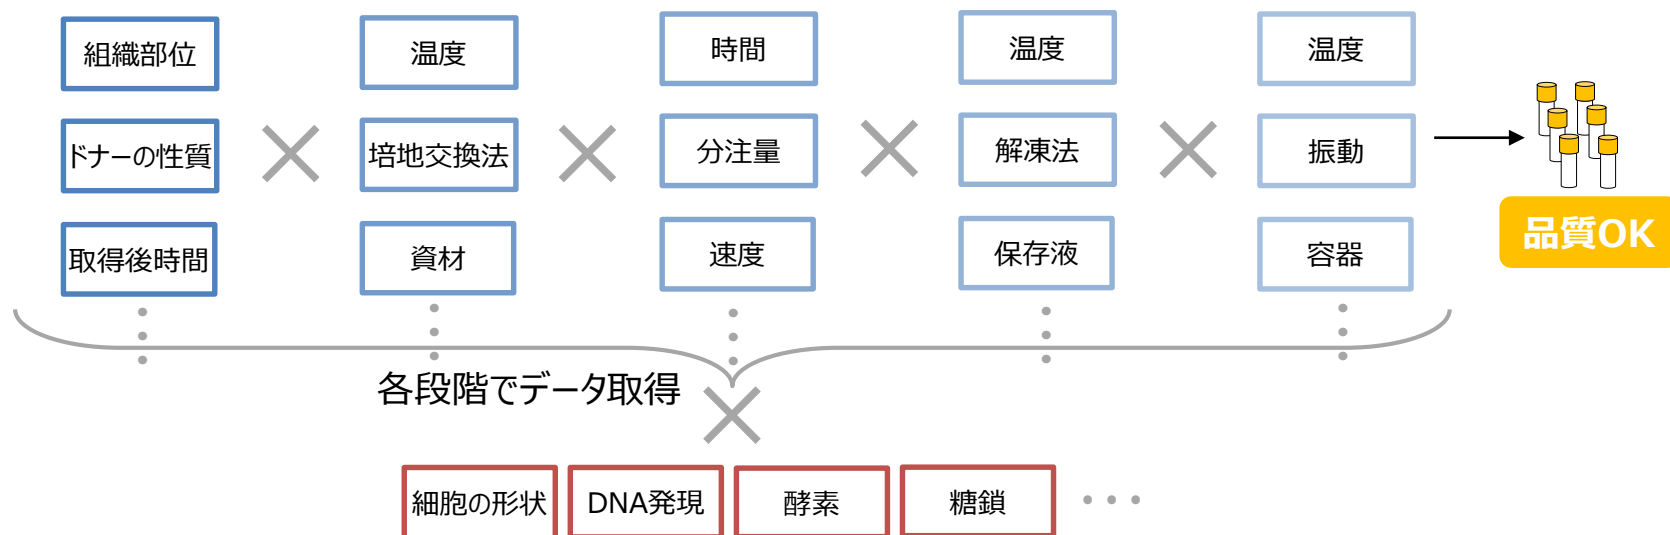 組織部位
温度
時間
温度
温度
ドナーの性質
培地交換法
分注量
解凍法
振動
取得後時間
資材
速度
保存液
容器
品質OK
各段階でデータ取得
細胞の形状
DNA発現
酵素
糖鎖